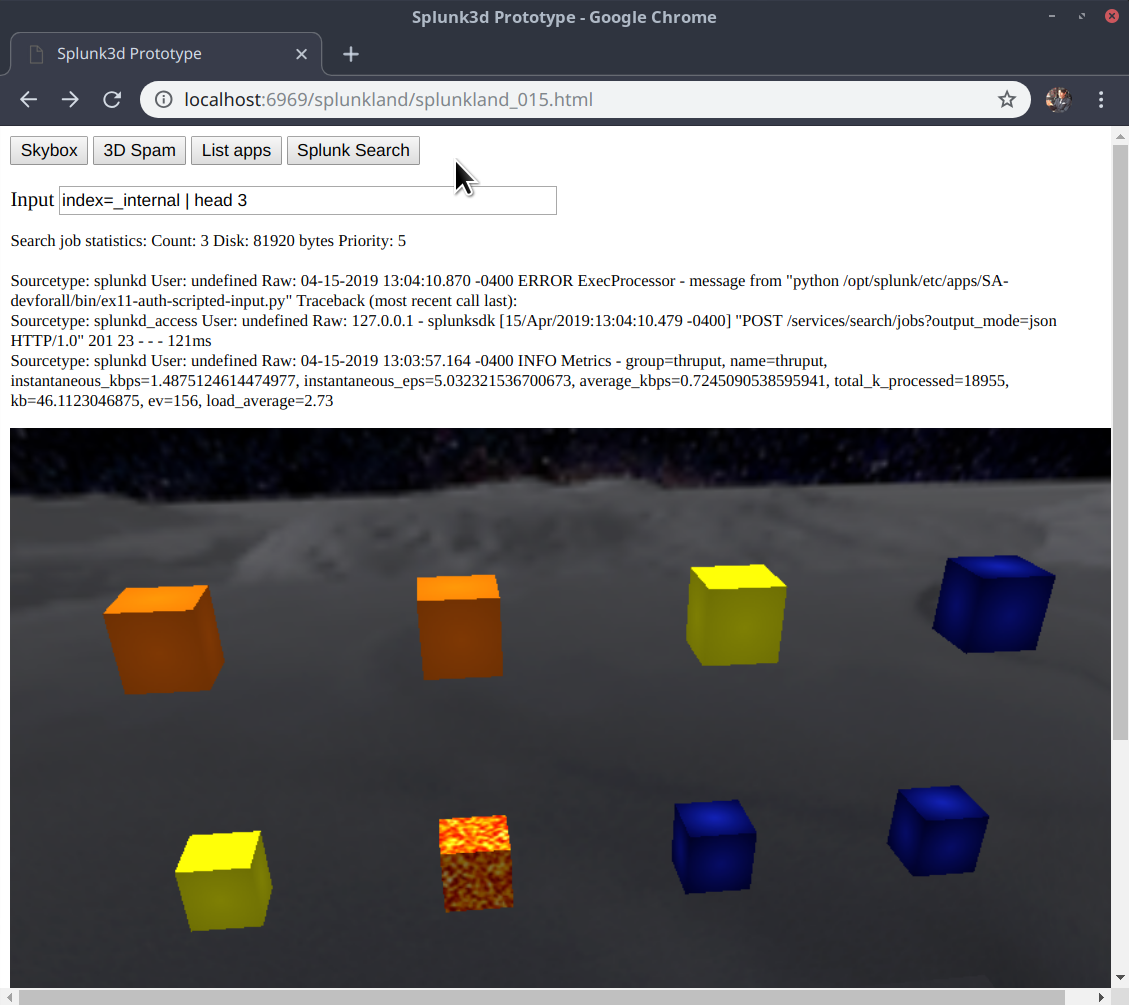 Splunk3d Prototype - Google Chrome
Splunk3d Prototype
localhost:6969/splunkland/splunkland_015.html
Skybox 3D Spam List apps Splunk Search
Input index=_internal | head 3
Search job statistics: Count: 3 Disk: 81920 bytes Priority: 5
Sourcetype: splunkd User: undefined Raw: 04-15-2019 13:04:10.870 -0400 ERROR ExecProcessor - message from "python /opt/splunk/etc/apps/SA-
devforall/bin/ex11-auth-scripted-input.py" Traceback (most recent call last):
Sourcetype: splunkd_access User: undefined Raw: 127.0.0.1 - splunksdk [15/Apr/2019:13:04:10.479 -0400] "POST /services/search/jobs?output_mode=json
HTTP/1.0" 201 23 - - - 121ms
Sourcetype: splunkd User: undefined Raw: 04-15-2019 13:03:57.164 -0400 INFO Metrics - group=thruput, name=thruput,
instantaneous_kbps=1.4875124614474977, instantaneous_eps=5.032321536700673, average_kbps=0.7245090538595941, total_k_processed=18955,
kb=46.1123046875, ev=156, load_average=2.73